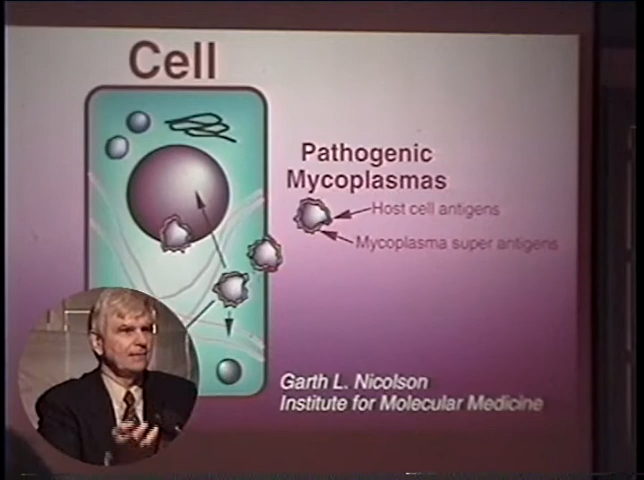 Cell
Pathogenic
Mycoplasmas
Host cell antigens
Mycoplasma super antigens
Garth L. Nicolson
Institute for Molecular Medicine